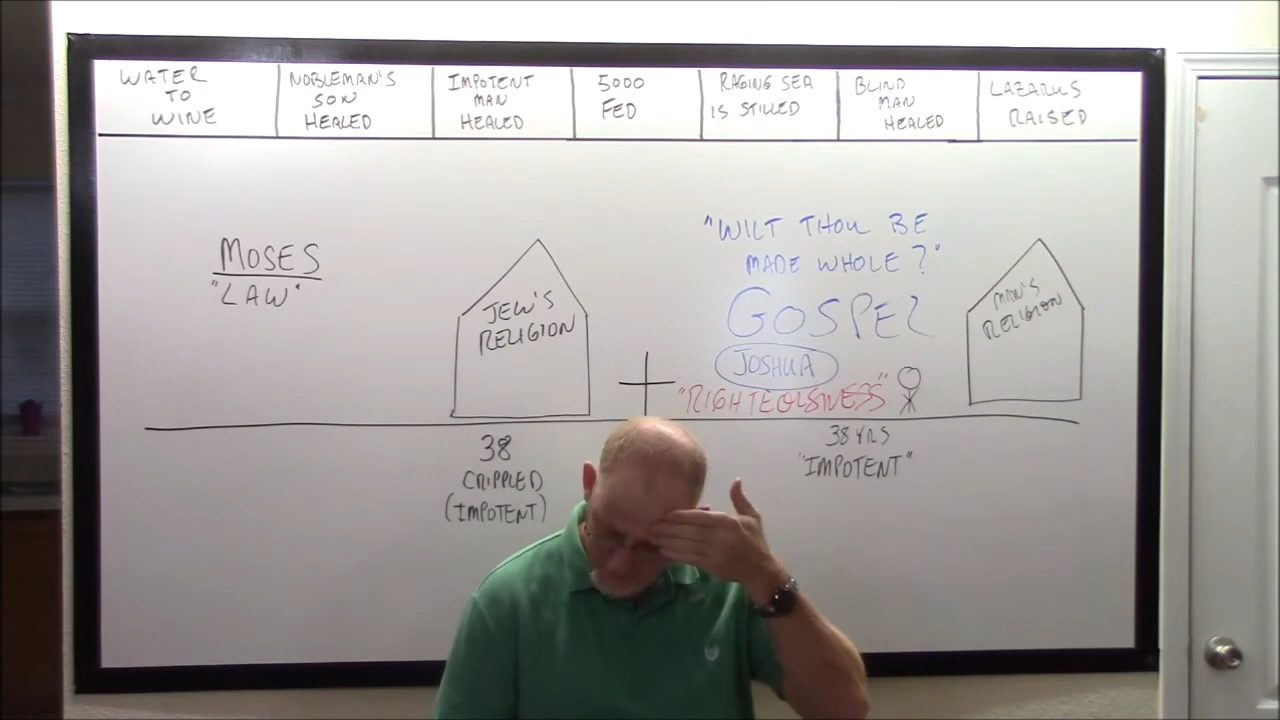 WATER
TO
WINE
NOBLEMAN'S
SON
HEALED
IMPOTENT
MAN
HEALED
5000
FED
RAGING SEA
IS STILLED
BLIND
MAN
HEALED
LAZARUS
RAISED
MOSES
"LAW"
JEW'S
RELIGION
"WILT THOU BE
MADE WHOLE?"
GOSPEL
JOSHUA
"RIGHTEOUSNESS"
MAN'S
RELIGION
38
CRIPPLED
(IMPOTENT)
38 YRS
"IMPOTENT"